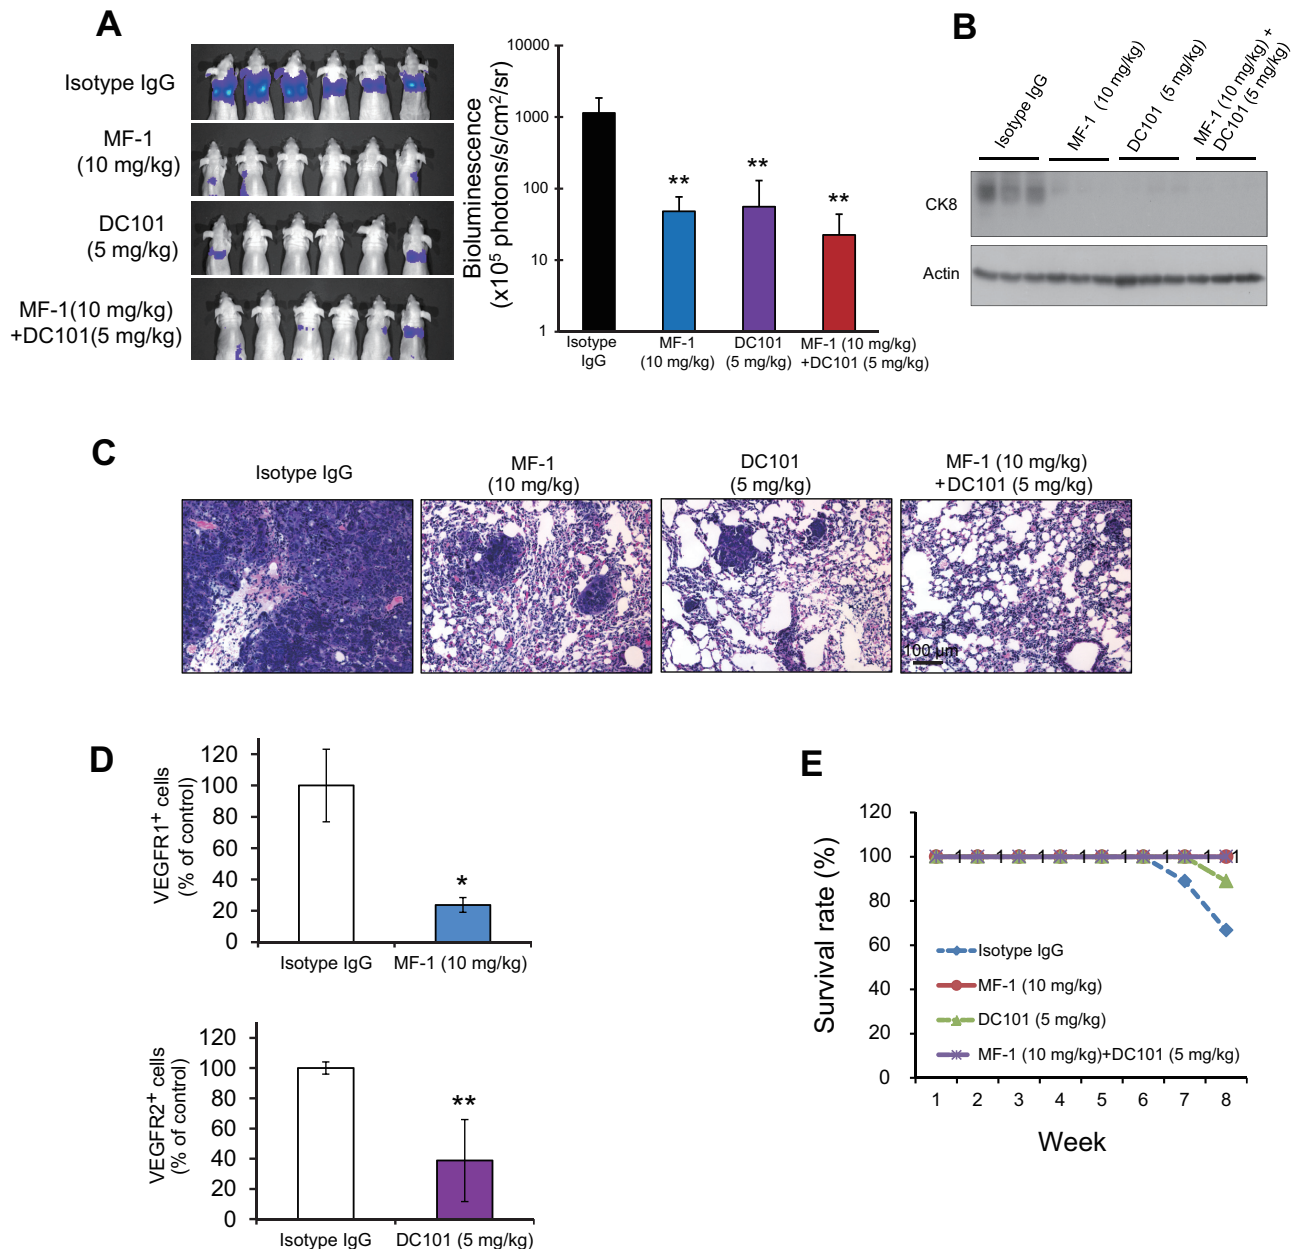 A
Isotype IgG
MF-1
(10 mg/kg)
DC101
(5 mg/kg)
MF-1(10 mg/kg)
+DC101(5 mg/kg)
Bioluminescence
(x10⁵ photons/s/cm²/sr)
10000
1000
100
10
1
**
**
**
Isotype
IgG
MF-1
(10 mg/kg)
DC101
(5 mg/kg)
MF-1 (10 mg/kg)
+DC101 (5 mg/kg)
B
Isotype IgG
MF-1 (10 mg/kg)
DC101 (5 mg/kg)
MF-1 (10 mg/kg) +
DC101 (5 mg/kg)
CK8
Actin
C
Isotype IgG
MF-1
(10 mg/kg)
DC101
(5 mg/kg)
MF-1 (10 mg/kg)
+DC101 (5 mg/kg)
100 µm
D
VEGFR1⁺ cells
(% of control)
120
100
80
60
40
20
0
*
Isotype IgG
MF-1 (10 mg/kg)
VEGFR2⁺ cells
(% of control)
120
100
80
60
40
20
0
**
Isotype IgG
DC101 (5 mg/kg)
E
Survival rate (%)
120
100
80
60
40
20
0
Isotype IgG
MF-1 (10 mg/kg)
DC101 (5 mg/kg)
MF-1 (10 mg/kg)+DC101 (5 mg/kg)
1 2 3 4 5 6 7 8
Week